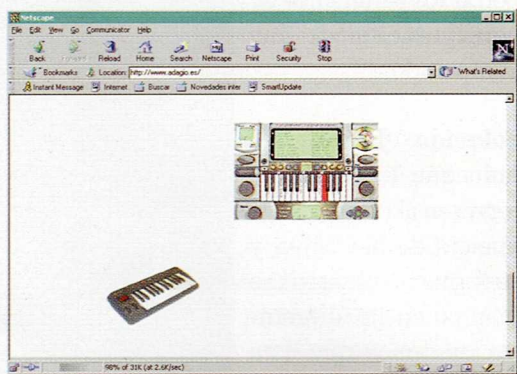 Netscape
File Edit View Go Communicator Help
Back Forward Reload Home Search Netscape Print Security Stop
Bookmarks Location: http://www.adagio.es/ What's Related
Instant Message Internet Buscar Novedades inter SmartUpdate
98% of 31K (at 2.6K/sec)